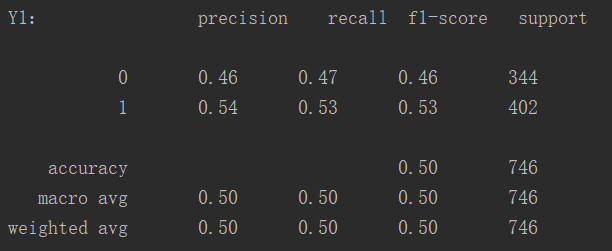 Y1: precision recall f1-score support
0 0.46 0.47 0.46 344
1 0.54 0.53 0.53 402
accuracy 0.50 746
macro avg 0.50 0.50 0.50 746
weighted avg 0.50 0.50 0.50 746